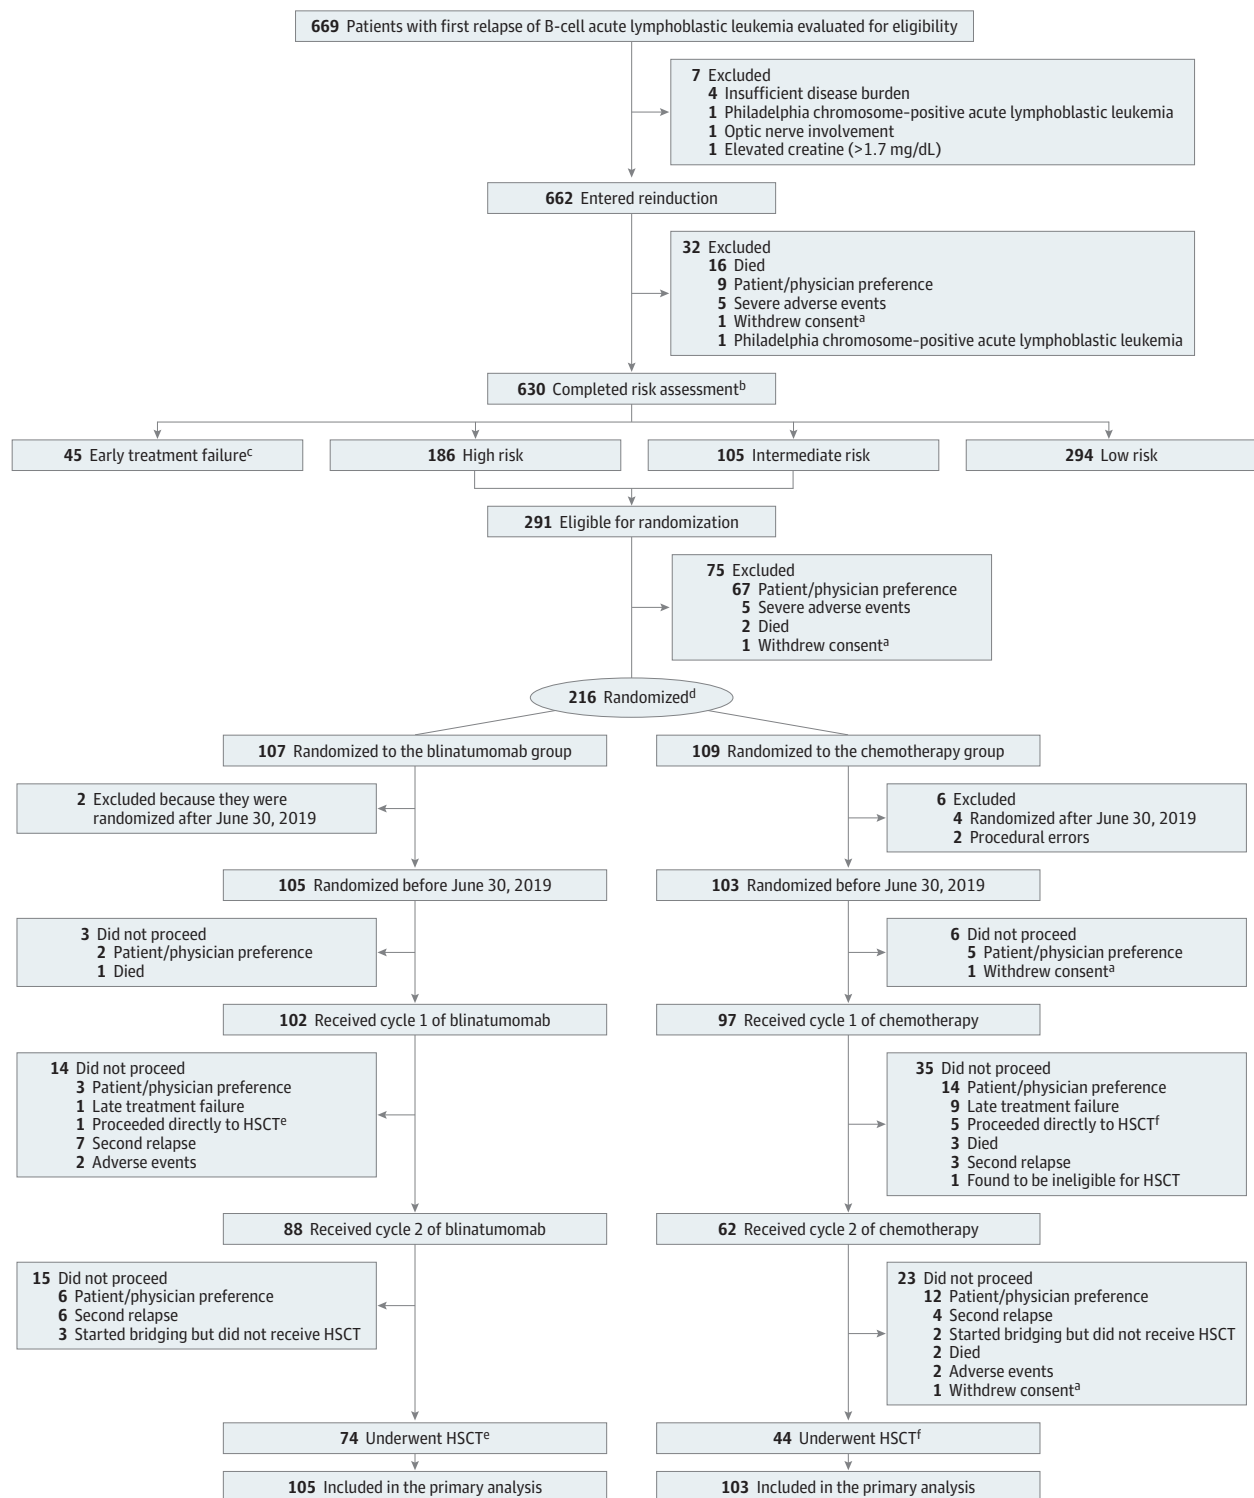 669 Patients with first relapse of B-cell acute lymphoblastic leukemia evaluated for eligibility
7 Excluded
4 Insufficient disease burden
1 Philadelphia chromosome-positive acute lymphoblastic leukemia
1 Optic nerve involvement
1 Elevated creatine (>1.7 mg/dL)
662 Entered reinduction
32 Excluded
16 Died
9 Patient/physician preference
5 Severe adverse events
1 Withdrew consentᵃ
1 Philadelphia chromosome-positive acute lymphoblastic leukemia
630 Completed risk assessmentᵇ
45 Early treatment failureᶜ
186 High risk
105 Intermediate risk
294 Low risk
291 Eligible for randomization
75 Excluded
67 Patient/physician preference
5 Severe adverse events
2 Died
1 Withdrew consentᵃ
216 Randomizedᵈ
107 Randomized to the blinatumomab group
109 Randomized to the chemotherapy group
2 Excluded because they were
randomized after June 30, 2019
6 Excluded
4 Randomized after June 30, 2019
2 Procedural errors
105 Randomized before June 30, 2019
103 Randomized before June 30, 2019
3 Did not proceed
2 Patient/physician preference
1 Died
6 Did not proceed
5 Patient/physician preference
1 Withdrew consentᵃ
102 Received cycle 1 of blinatumomab
97 Received cycle 1 of chemotherapy
14 Did not proceed
3 Patient/physician preference
1 Late treatment failure
1 Proceeded directly to HSCTᵉ
7 Second relapse
2 Adverse events
35 Did not proceed
14 Patient/physician preference
9 Late treatment failure
5 Proceeded directly to HSCTᶠ
3 Died
3 Second relapse
1 Found to be ineligible for HSCT
88 Received cycle 2 of blinatumomab
62 Received cycle 2 of chemotherapy
15 Did not proceed
6 Patient/physician preference
6 Second relapse
3 Started bridging but did not receive HSCT
23 Did not proceed
12 Patient/physician preference
4 Second relapse
2 Started bridging but did not receive HSCT
2 Died
2 Adverse events
1 Withdrew consentᵃ
74 Underwent HSCTᵉ
44 Underwent HSCTᶠ
105 Included in the primary analysis
103 Included in the primary analysis